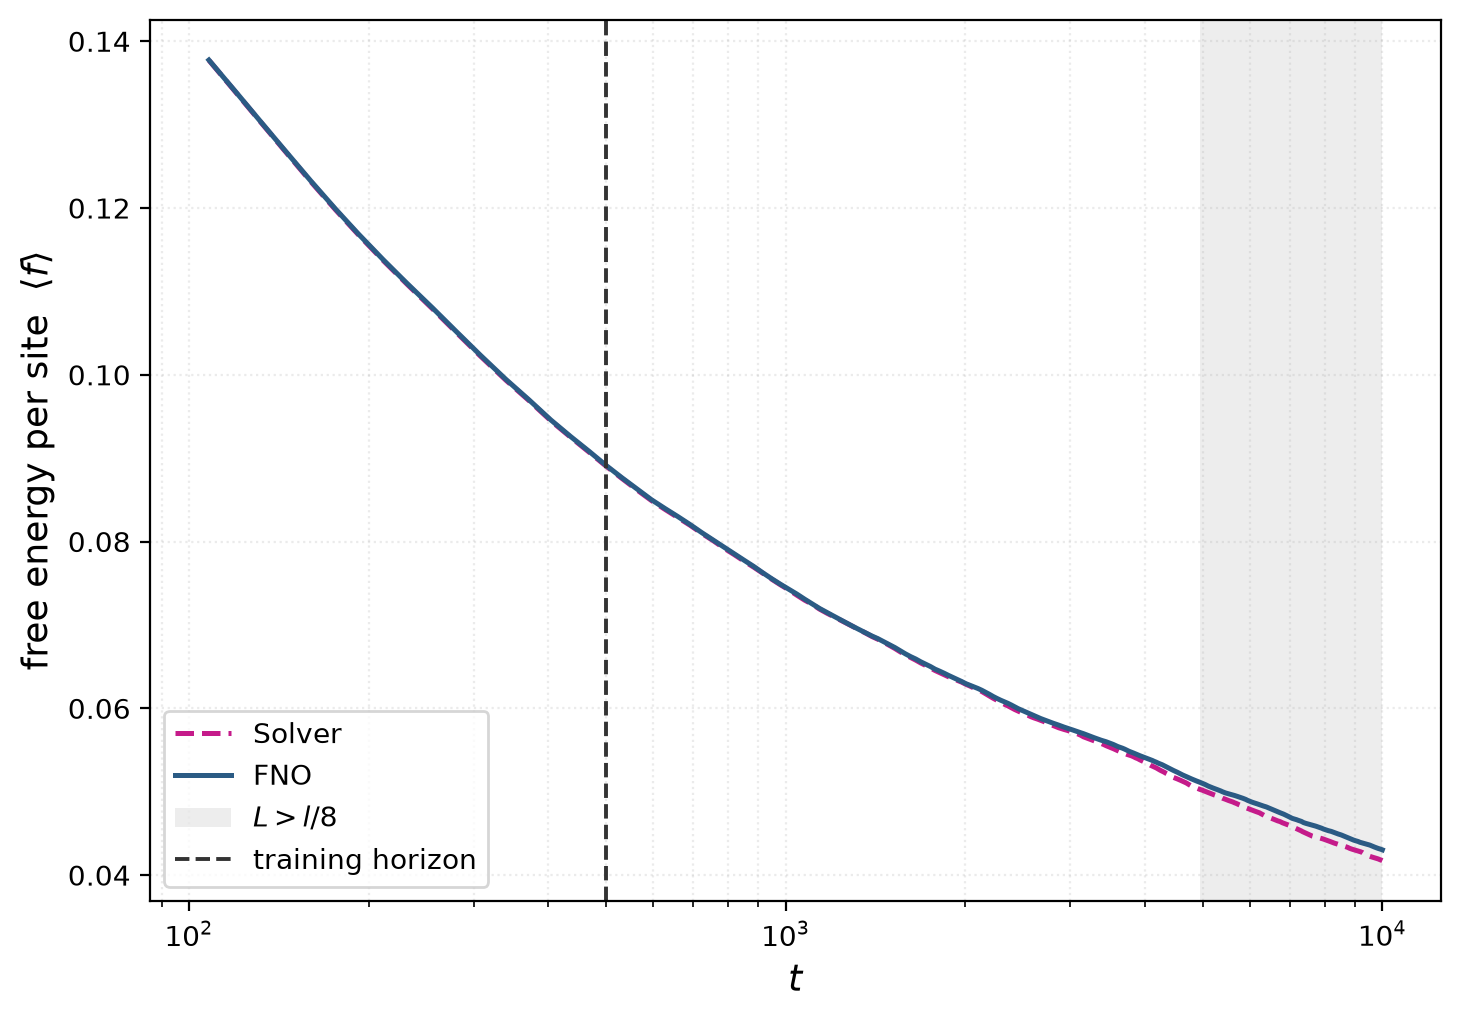 0.14
0.12
0.10
0.08
0.06
0.04
free energy per site ⟨f⟩
Solver
FNO
L > l/8
training horizon
10² 10³ 10⁴
t